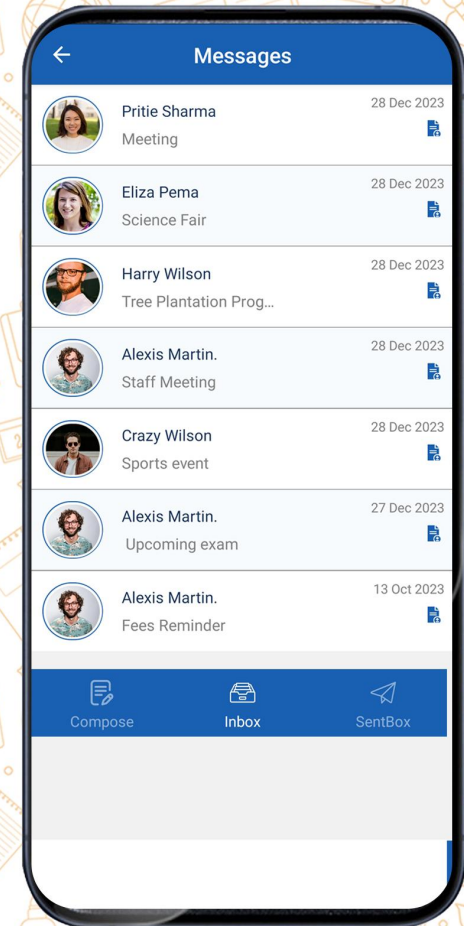 Messages
Pritie Sharma
28 Dec 2023
Meeting
Eliza Pema
28 Dec 2023
Science Fair
Harry Wilson
28 Dec 2023
Tree Plantation Prog...
Alexis Martin.
28 Dec 2023
Staff Meeting
Crazy Wilson
28 Dec 2023
Sports event
Alexis Martin.
27 Dec 2023
Upcoming exam
Alexis Martin.
13 Oct 2023
Fees Reminder
Compose Inbox SentBox